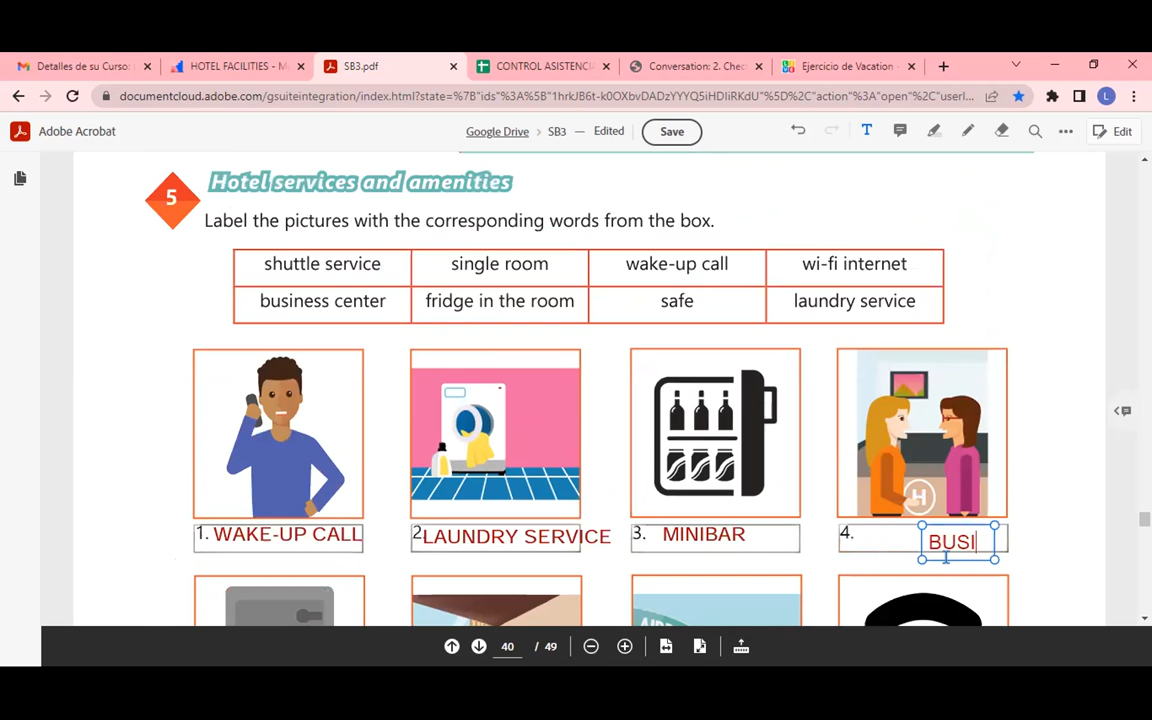 Detalles de su Curso:
HOTEL FACILITIES - M
SB3.pdf
CONTROL ASISTENCI
Conversation: 2. Chec
Ejercicio de Vacation -
documentcloud.adobe.com/gsuiteintegration/index.html?state=%7B"ids"%3A%5B"1hrkJB6t-k0OXbvDADzYYYQ5iHDIiRKdU"%5D%2C"action"%3A"open"%2C"userI...
L
Adobe Acrobat
Google Drive > SB3 — Edited
Save
T
Edit
5
Hotel services and amenities
Label the pictures with the corresponding words from the box.
shuttle service single room wake-up call wi-fi internet
business center fridge in the room safe laundry service
H
1. WAKE-UP CALL
2 LAUNDRY SERVICE
3. MINIBAR
4. BUSI
40 / 49